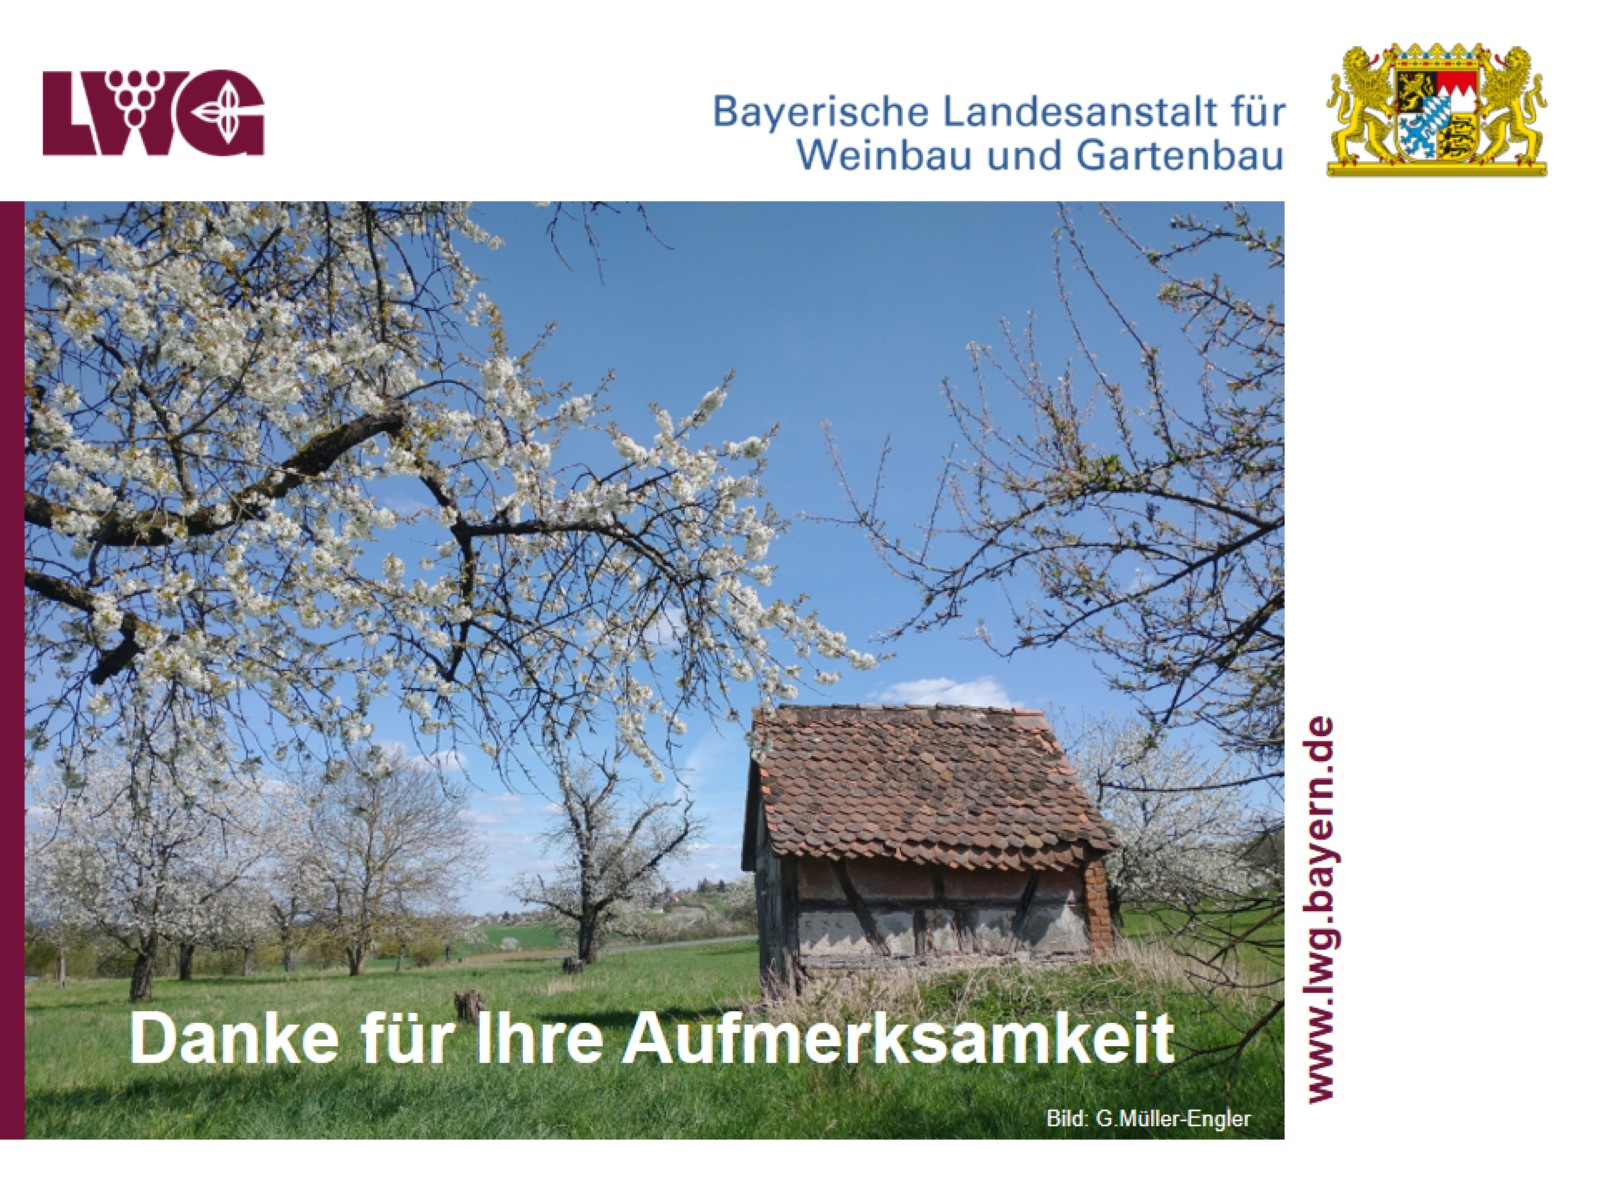 LWG
Bayerische Landesanstalt für
Weinbau und Gartenbau
www.lwg.bayern.de
Danke für Ihre Aufmerksamkeit
Bild: G.Müller-Engler